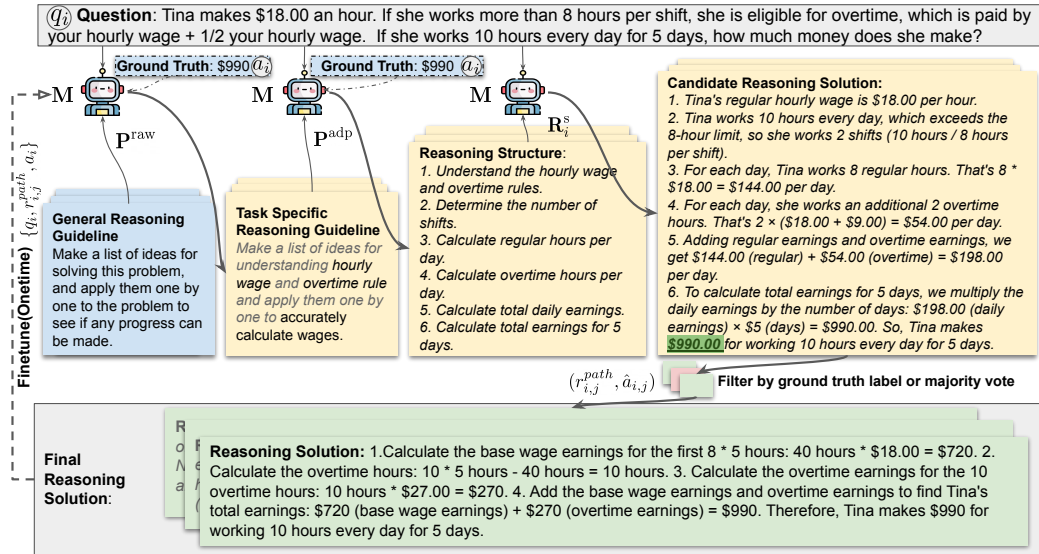 qᵢ Question: Tina makes $18.00 an hour. If she works more than 8 hours per shift, she is eligible for overtime, which is paid by
your hourly wage + 1/2 your hourly wage. If she works 10 hours every day for 5 days, how much money does she make?
Ground Truth: $990 aᵢ
Ground Truth: $990 aᵢ
M
M
M
P^raw
P^adp
R_i^s
Finetune(Onetime) {q_i, r_{i,j}^{path}, a_i}
General Reasoning
Guideline
Make a list of ideas for
solving this problem,
and apply them one by
one to the problem to
see if any progress can
be made.
Task Specific
Reasoning Guideline
Make a list of ideas for
understanding hourly
wage and overtime rule
and apply them one by
one to accurately
calculate wages.
Reasoning Structure:
1. Understand the hourly wage
and overtime rules.
2. Determine the number of
shifts.
3. Calculate regular hours per
day.
4. Calculate overtime hours per
day.
5. Calculate total daily earnings.
6. Calculate total earnings for 5
days.
Candidate Reasoning Solution:
1. Tina's regular hourly wage is $18.00 per hour.
2. Tina works 10 hours every day, which exceeds the
8-hour limit, so she works 2 shifts (10 hours / 8 hours
per shift).
3. For each day, Tina works 8 regular hours. That's 8 *
$18.00 = $144.00 per day.
4. For each day, she works an additional 2 overtime
hours. That's 2 × ($18.00 + $9.00) = $54.00 per day.
5. Adding regular earnings and overtime earnings, we
get $144.00 (regular) + $54.00 (overtime) = $198.00
per day.
6. To calculate total earnings for 5 days, we multiply the
daily earnings by the number of days: $198.00 (daily
earnings) × $5 (days) = $990.00. So, Tina makes
$990.00 for working 10 hours every day for 5 days.
(r_{i,j}^{path}, â_{i,j})
Filter by ground truth label or majority vote
Final
Reasoning
Solution:
Reasoning Solution: 1.Calculate the base wage earnings for the first 8 * 5 hours: 40 hours * $18.00 = $720. 2.
Calculate the overtime hours: 10 * 5 hours - 40 hours = 10 hours. 3. Calculate the overtime earnings for the 10
overtime hours: 10 hours * $27.00 = $270. 4. Add the base wage earnings and overtime earnings to find Tina's
total earnings: $720 (base wage earnings) + $270 (overtime earnings) = $990. Therefore, Tina makes $990 for
working 10 hours every day for 5 days.